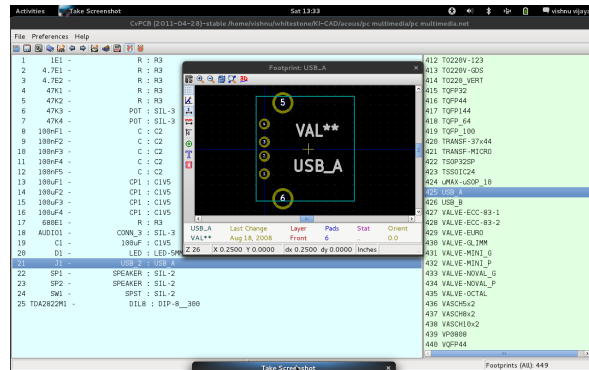 Activities Take Screenshot Sat 13:33 vishnu vijay
CvPCB (2011-04-28)-stable /home/vishnu/whitestone/KI-CAD/acous/pc multimedia/pc multimedia.net
File Preferences Help
1 1E1 - R : R3
2 4.7E1 - R : R3
3 4.7E2 - R : R3
4 47K1 - R : R3
5 47K2 - R : R3
6 47K3 - POT : SIL-3
7 47K4 - POT : SIL-3
8 100nF1 - C : C2
9 100nF2 - C : C2
10 100nF3 - C : C2
11 100nF4 - C : C2
12 100nF5 - C : C2
13 100uF1 - CP1 : C1V5
14 100uF2 - CP1 : C1V5
15 100uF3 - CP1 : C1V5
16 100uF4 - CP1 : C1V5
17 680E1 - R : R3
18 AUDIO1 - CONN_3 : SIL-3
19 C1 - 100uF : C1V5
20 D1 - LED : LED-5MM
21 J1 - USB_2 : USB_A
22 SP1 - SPEAKER : SIL-2
23 SP2 - SPEAKER : SIL-2
24 SW1 - SPST : SIL-2
25 TDA2822M1 - DIL8 : DIP-8__300
Footprint: USB_A
3D
5
4
3
2
1
6
VAL**
USB_A
USB_A Last Change Layer Pads Stat Orient
VAL** Aug 18, 2008 Front 6 .. 0.0
Z 26 X 0.2500 Y 0.0000 dx 0.2500 dy 0.0000 Inches
412 TO220V-123
413 TO220V-GDS
414 TO220_VERT
415 TQFP32
416 TQFP44
417 TQFP144
418 TQFP_64
419 TQFP_100
420 TRANSF-37x44
421 TRANSF-MICRO
422 TSOP32SP
423 TSSOIC24
424 uMAX-uSOP_10
425 USB_A
426 USB_B
427 VALVE-ECC-83-1
428 VALVE-ECC-83-2
429 VALVE-EURO
430 VALVE-GLIMM
431 VALVE-MINI_G
432 VALVE-MINI_P
433 VALVE-NOVAL_G
434 VALVE-NOVAL_P
435 VALVE-OCTAL
436 VASCH5x2
437 VASCH8x2
438 VASCH10x2
439 VP0808
440 VQFP44
Take Screenshot
Footprints (All): 449